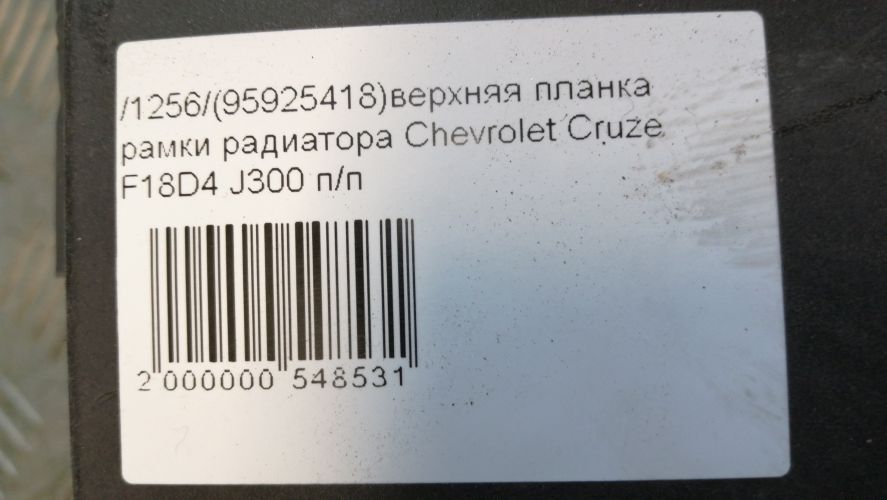 /1256/(95925418)верхняя планка
рамки радиатора Chevrolet Cruze
F18D4 J300 п/п
2 000000 548531